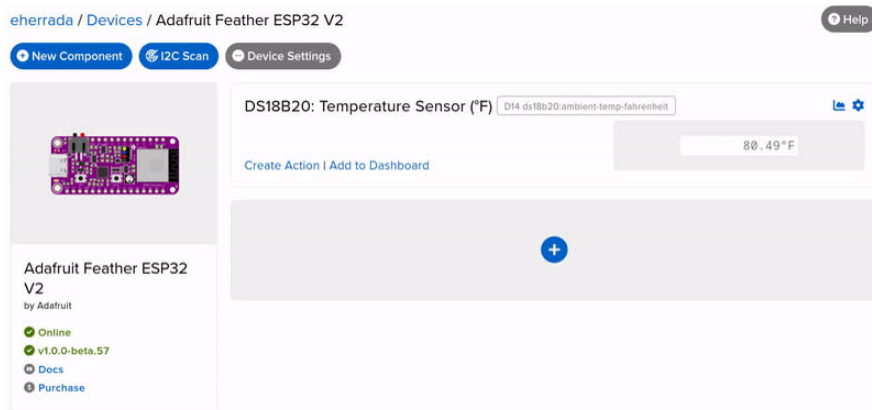 eherrada / Devices / Adafruit Feather ESP32 V2
Help
New Component
I2C Scan
Device Settings
DS18B20: Temperature Sensor (°F)
D14 ds18b20:ambient-temp-fahrenheit
80.49°F
Create Action | Add to Dashboard
Adafruit Feather ESP32
V2
by Adafruit
Online
v1.0.0-beta.57
Docs
Purchase